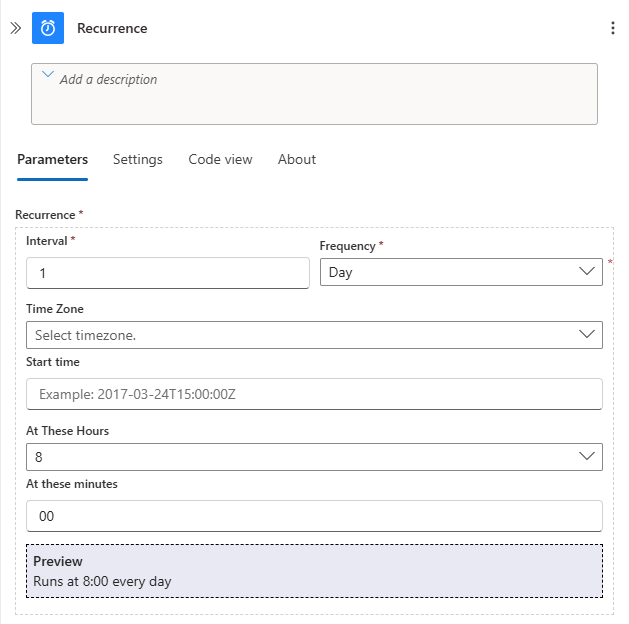 Recurrence
Add a description
Parameters Settings Code view About
Recurrence *
Interval * Frequency *
1 Day *
Time Zone
Select timezone.
Start time
Example: 2017-03-24T15:00:00Z
At These Hours
8
At these minutes
00
Preview
Runs at 8:00 every day